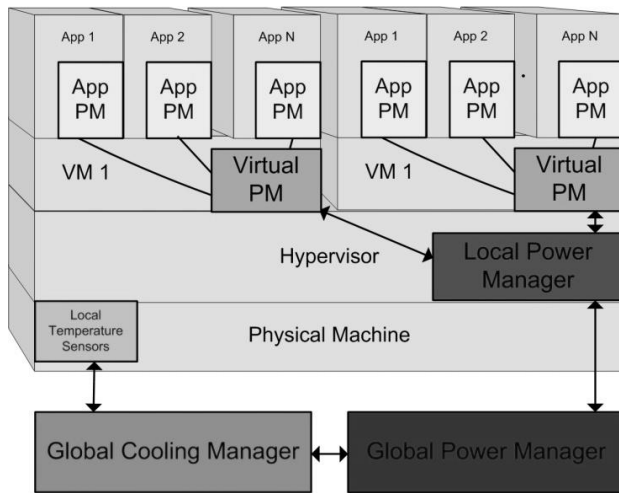 App 1
App 2
App N
App 1
App 2
App N
App
PM
App
PM
App
PM
App
PM
App
PM
App
PM
.
VM 1
Virtual
PM
VM 1
Virtual
PM
Hypervisor
Local Power
Manager
Local
Temperature
Sensors
Physical Machine
Global Cooling Manager
Global Power Manager